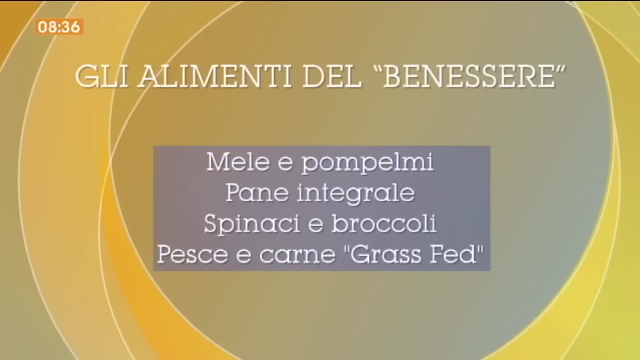 08:36
GLI ALIMENTI DEL “BENESSERE”
Mele e pompelmi
Pane integrale
Spinaci e broccoli
Pesce e carne "Grass Fed"